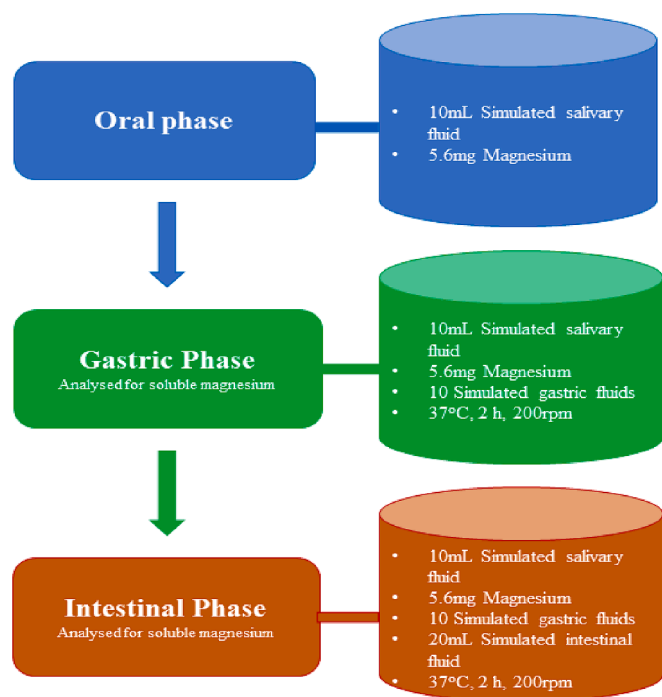 Oral phase
• 10mL Simulated salivary
fluid
• 5.6mg Magnesium
Gastric Phase
Analysed for soluble magnesium
• 10mL Simulated salivary
fluid
• 5.6mg Magnesium
• 10 Simulated gastric fluids
• 37°C, 2 h, 200rpm
Intestinal Phase
Analysed for soluble magnesium
• 10mL Simulated salivary
fluid
• 5.6mg Magnesium
• 10 Simulated gastric fluids
• 20mL Simulated intestinal
fluid
• 37°C, 2 h, 200rpm